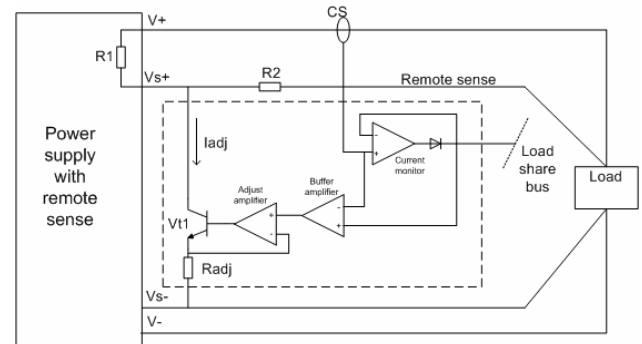 V+
CS
R1
Vs+
R2
Remote sense
Power
supply
with
remote
sense
Iadj
Current
monitor
Load
share
bus
Load
Buffer
amplifier
Adjust
amplifier
Vt1
Radj
Vs-
V-